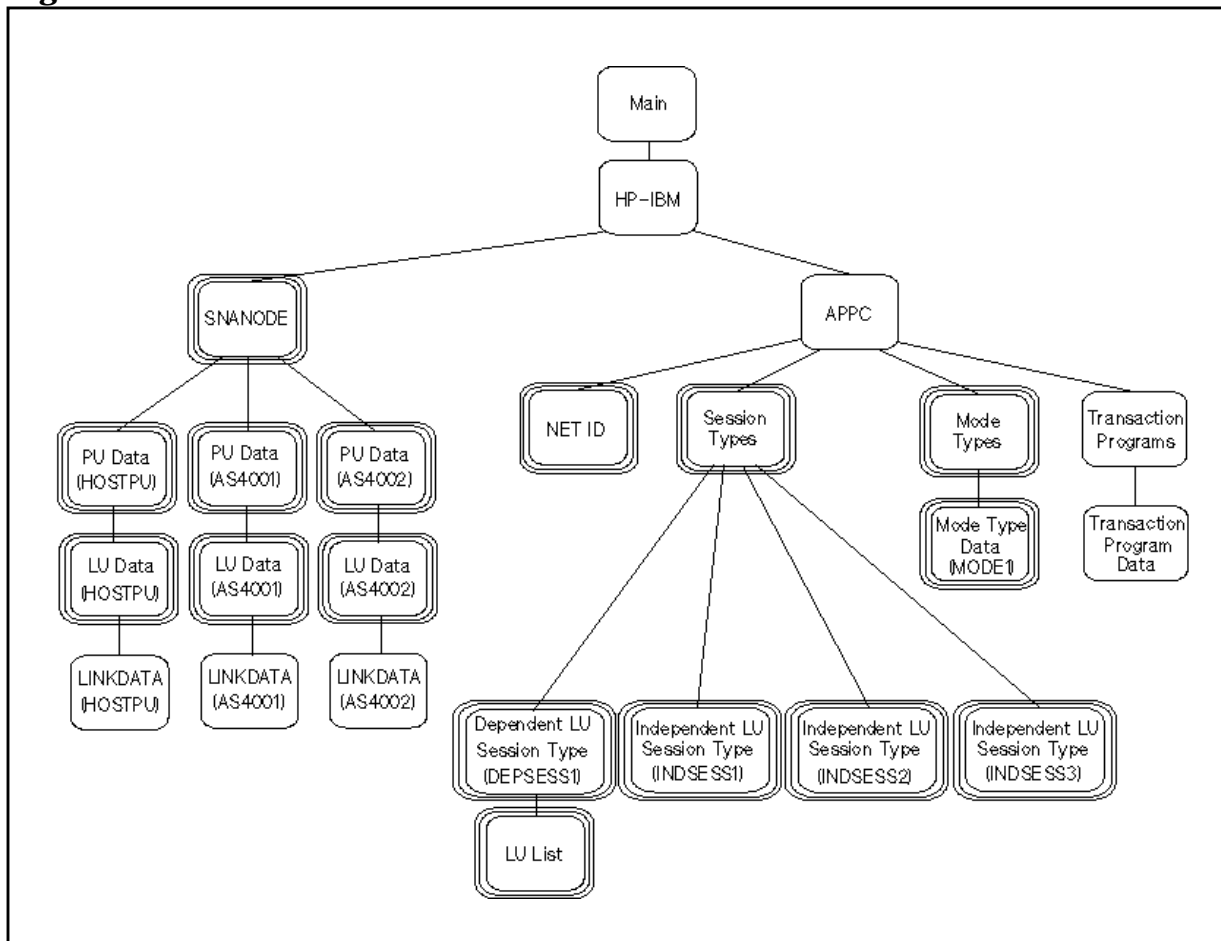 Main
HP-IBM
SNANODE
APPC
NET ID
Session
Types
Mode
Types
Transaction
Programs
PU Data
(HOSTPU)
PU Data
(AS4001)
PU Data
(AS4002)
Mode Type
Data
(MODE1)
Transaction
Program
Data
LU Data
(HOSTPU)
LU Data
(AS4001)
LU Data
(AS4002)
LINKDATA
(HOSTPU)
LINKDATA
(AS4001)
LINKDATA
(AS4002)
Dependent LU
Session Type
(DEPSESS1)
Independent LU
Session Type
(INDSESS1)
Independent LU
Session Type
(INDSESS2)
Independent LU
Session Type
(INDSESS3)
LU List